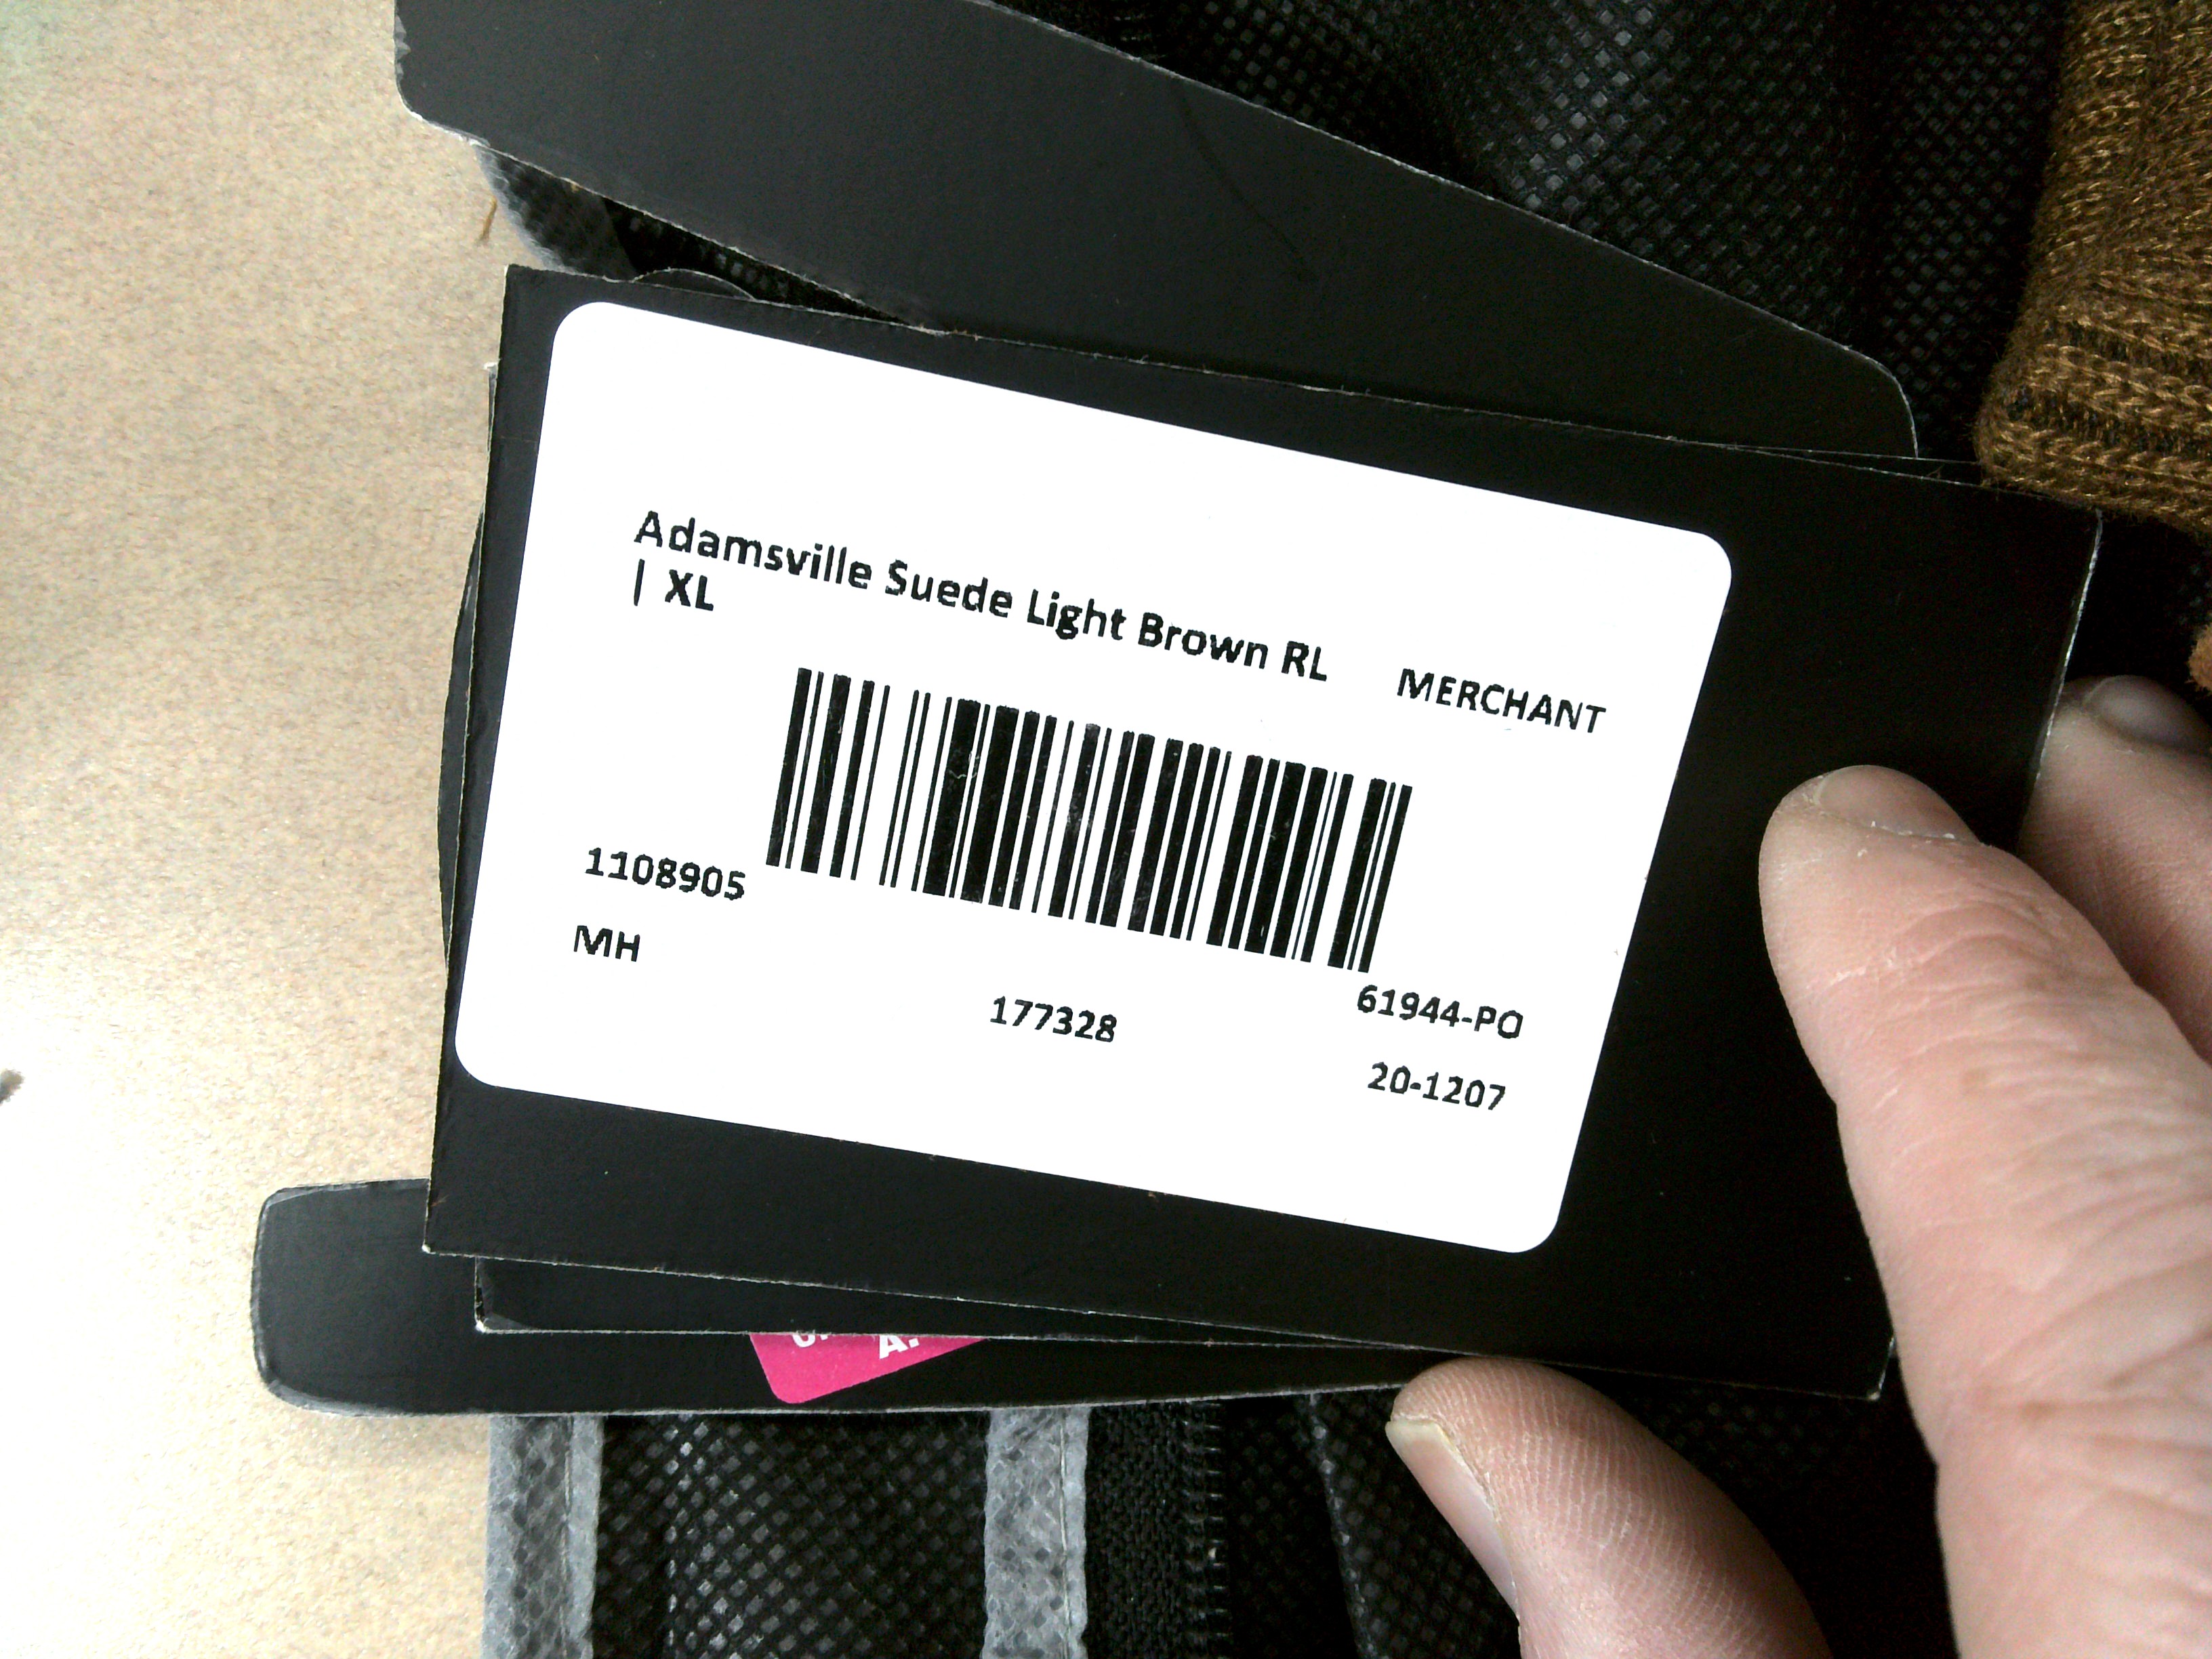 Adamsville Suede Light Brown RL
| XL
MERCHANT
1108905
MH
177328
61944-PO
20-1207
A.